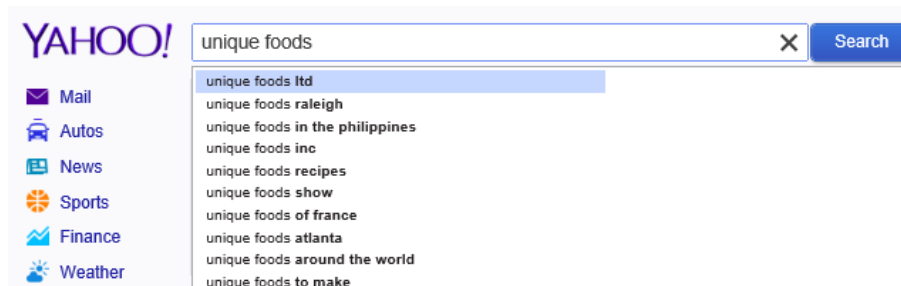 YAHOO!
unique foods
Search
unique foods ltd
unique foods raleigh
unique foods in the philippines
unique foods inc
unique foods recipes
unique foods show
unique foods of france
unique foods atlanta
unique foods around the world
unique foods to make
Mail
Autos
News
Sports
Finance
Weather